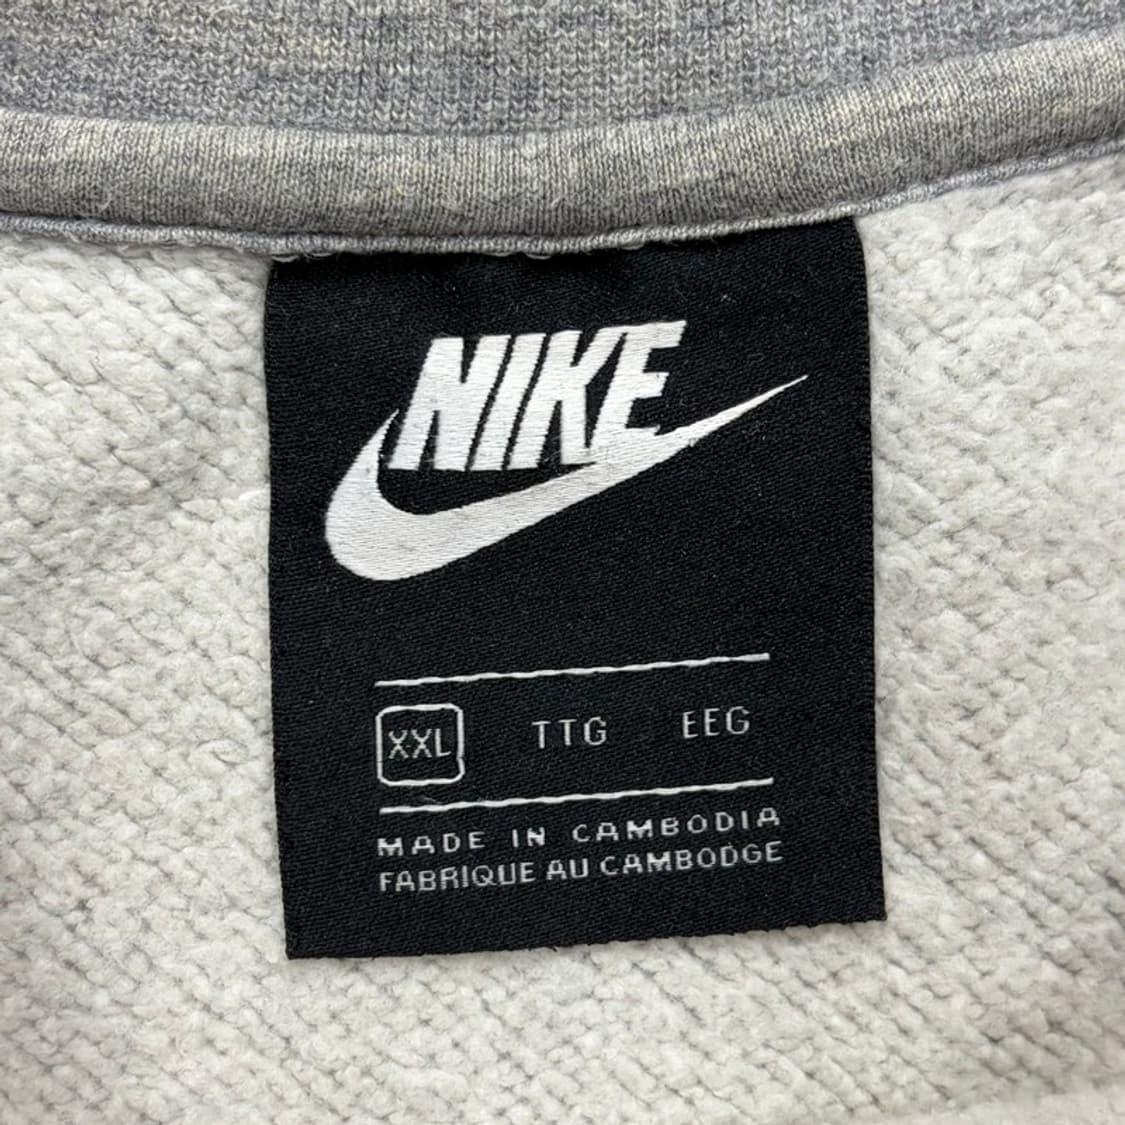 NIKE
XXL TTG EEG
MADE IN CAMBODIA
FABRIQUE AU CAMBODGE